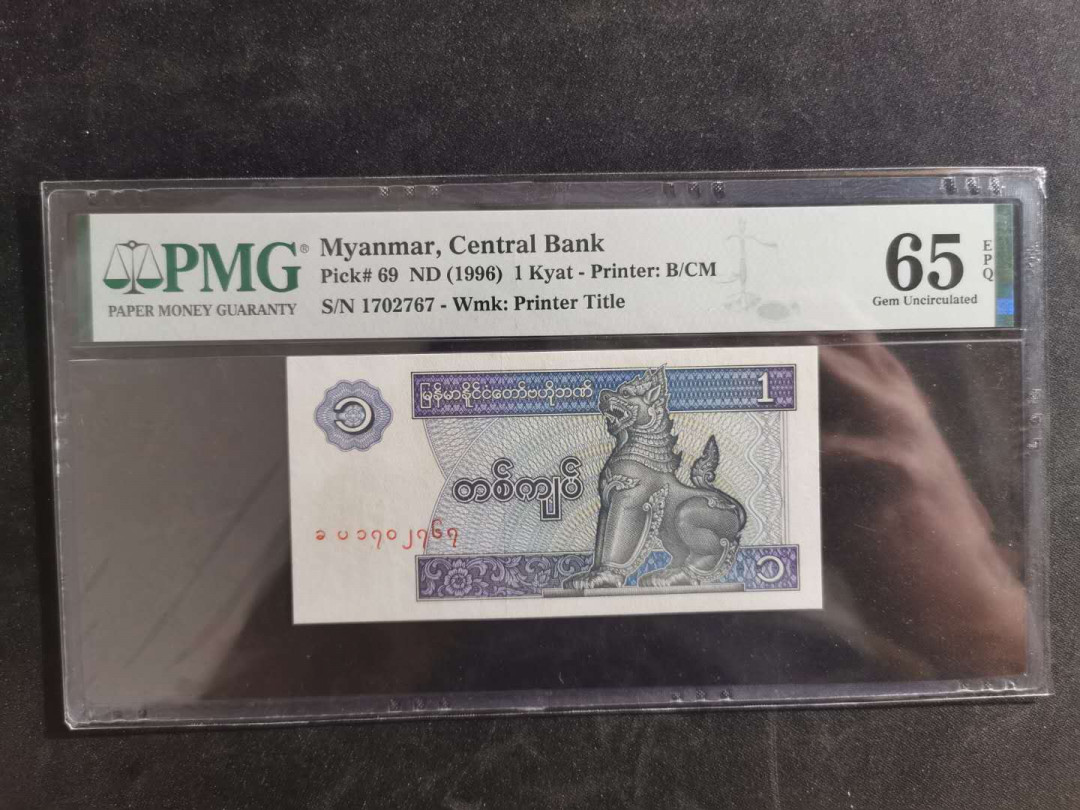 PMG®
PAPER MONEY GUARANTY
Myanmar, Central Bank
Pick# 69 ND (1996) 1 Kyat - Printer: B/CM
S/N 1702767 - Wmk: Printer Title
65
EPQ
Gem Uncirculated
၁
မြန်မာနိုင်ငံတော်ဗဟိုဘဏ်
1
တစ်ကျပ်
ခ ပ ၁၇၀၂၇၆၇
၁